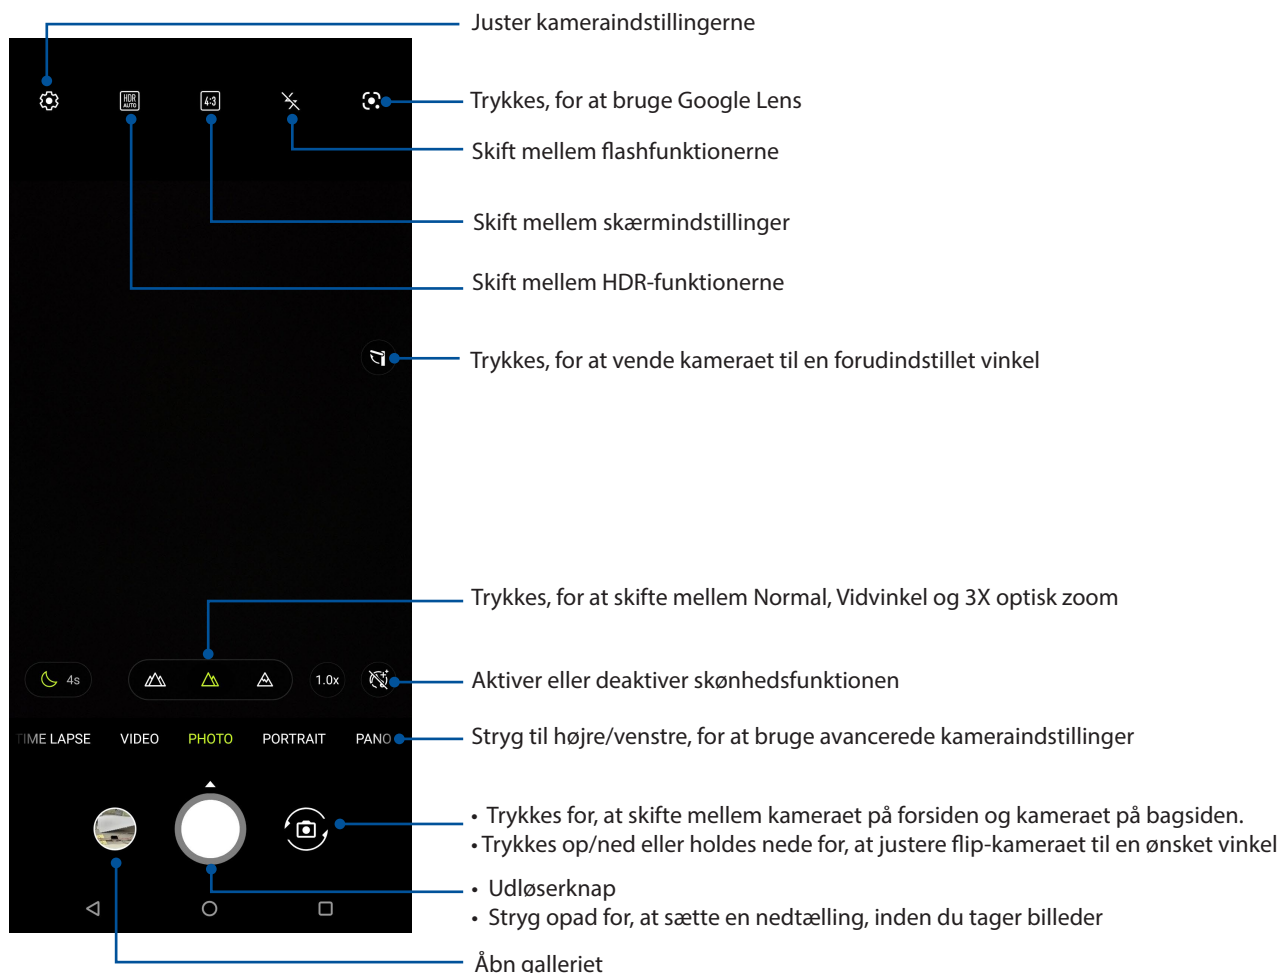 Juster kameraindstillingerne
HDR
AUTO
4:3
Trykkes, for at bruge Google Lens
Skift mellem flashfunktionerne
Skift mellem skærmindstillinger
Skift mellem HDR-funktionerne
Trykkes, for at vende kameraet til en forudindstillet vinkel
Trykkes, for at skifte mellem Normal, Vidvinkel og 3X optisk zoom
4s
1.0x
Aktiver eller deaktiver skønhedsfunktionen
TIME LAPSE VIDEO PHOTO PORTRAIT PANO
Stryg til højre/venstre, for at bruge avancerede kameraindstillinger
• Trykkes for, at skifte mellem kameraet på forsiden og kameraet på bagsiden.
• Trykkes op/ned eller holdes nede for, at justere flip-kameraet til en ønsket vinkel
• Udløserknap
• Stryg opad for, at sætte en nedtælling, inden du tager billeder
Åbn galleriet